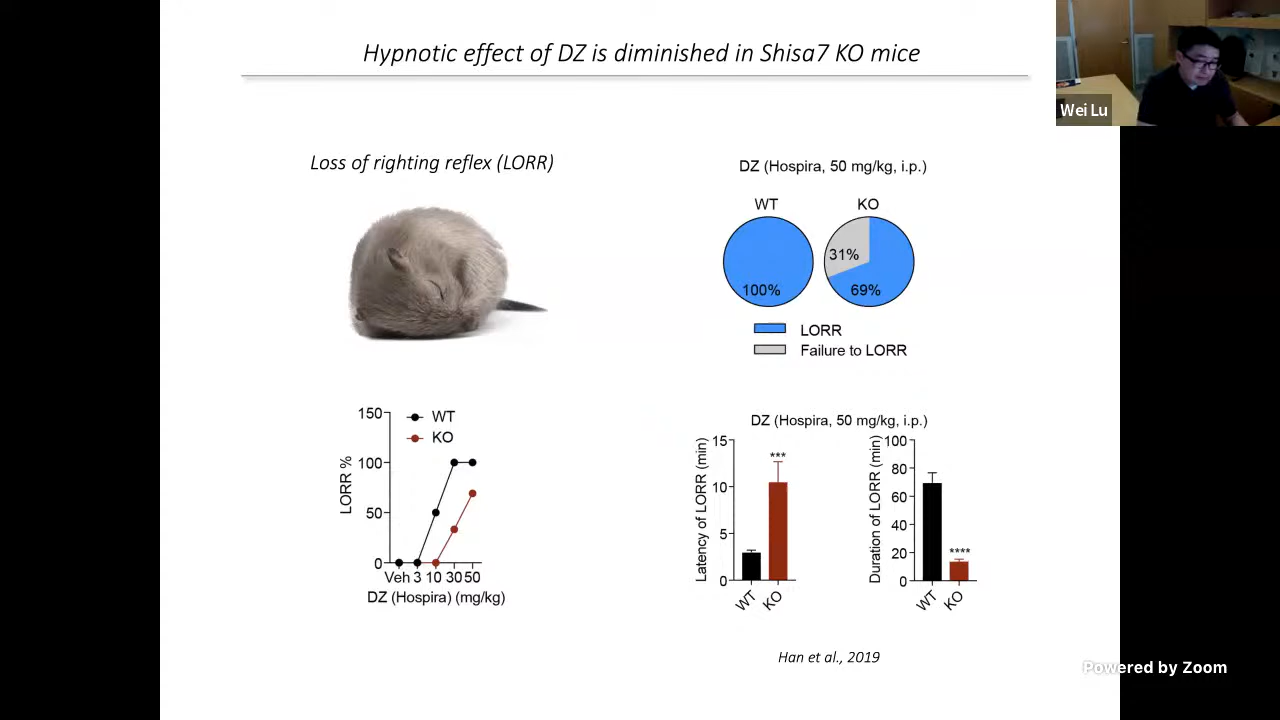 Hypnotic effect of DZ is diminished in Shisa7 KO mice
Wei Lu
Loss of righting reflex (LORR)
DZ (Hospira, 50 mg/kg, i.p.)
WT
KO
31%
100%
69%
LORR
Failure to LORR
150
100
50
0
LORR %
WT
KO
Veh 3 10 30 50
DZ (Hospira) (mg/kg)
DZ (Hospira, 50 mg/kg, i.p.)
Latency of LORR (min)
15
10
5
0
***
WT
KO
Duration of LORR (min)
100
80
60
40
20
0
****
WT
KO
Han et al., 2019
Powered by Zoom